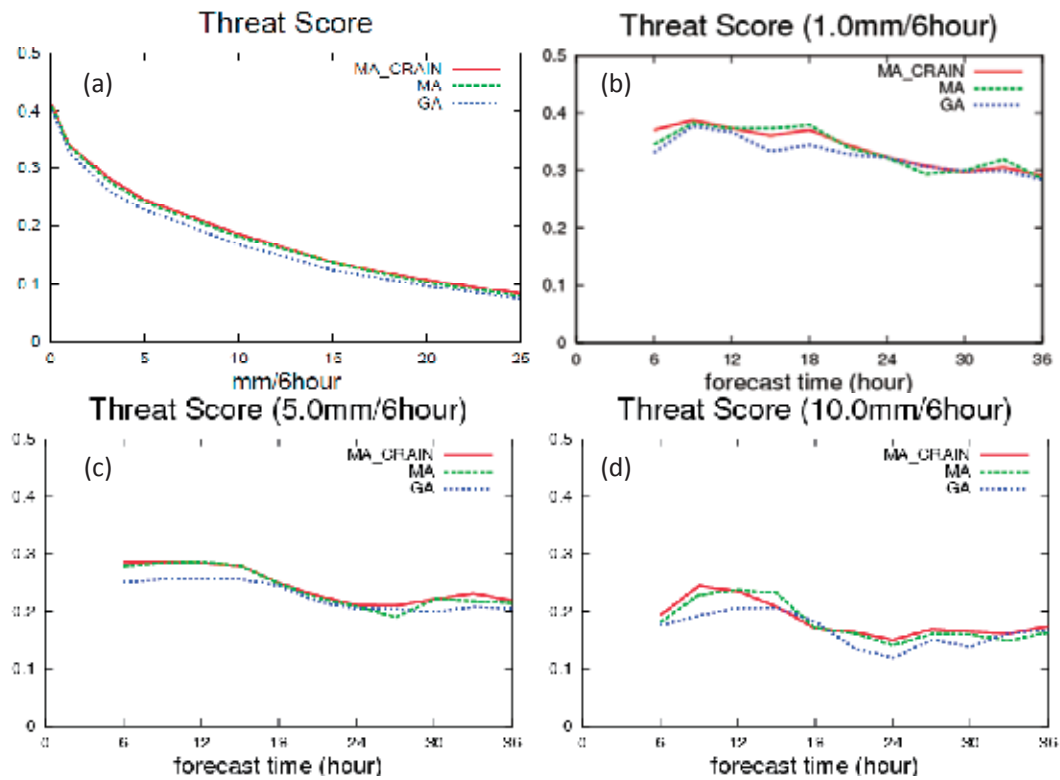 Threat Score
(a)
MA_CRAIN
MA
GA
0.5
0.4
0.3
0.2
0.1
0
0 5 10 15 20 25
mm/6hour
Threat Score (1.0mm/6hour)
(b)
MA_CRAIN
MA
GA
0.5
0.4
0.3
0.2
0.1
0
0 6 12 18 24 30 36
forecast time (hour)
Threat Score (5.0mm/6hour)
(c)
MA_CRAIN
MA
GA
0.5
0.4
0.3
0.2
0.1
0
0 6 12 18 24 30 36
forecast time (hour)
Threat Score (10.0mm/6hour)
(d)
MA_CRAIN
MA
GA
0.5
0.4
0.3
0.2
0.1
0
0 6 12 18 24 30 36
forecast time (hour)